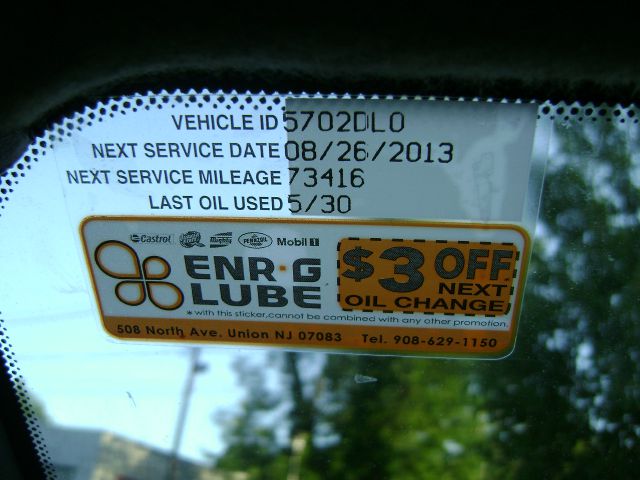 VEHICLE ID 5702DL0
NEXT SERVICE DATE 08/26/2013
NEXT SERVICE MILEAGE 73416
LAST OIL USED 5/30
Castrol PENNZOIL Mobil 1
ENR·G
LUBE
$3 OFF
NEXT
OIL CHANGE
*with this sticker,cannot be combined with any other promotion.
508 North Ave. Union NJ 07083 Tel. 908-629-1150